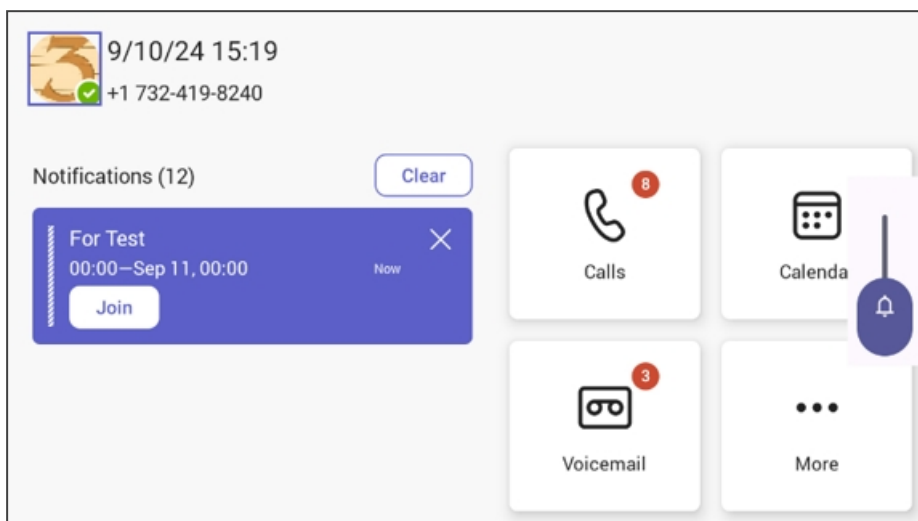 9/10/24 15:19
+1 732-419-8240
Notifications (12)
Clear
For Test
00:00—Sep 11, 00:00
Now
Join
8
Calls
Calenda
3
Voicemail
More